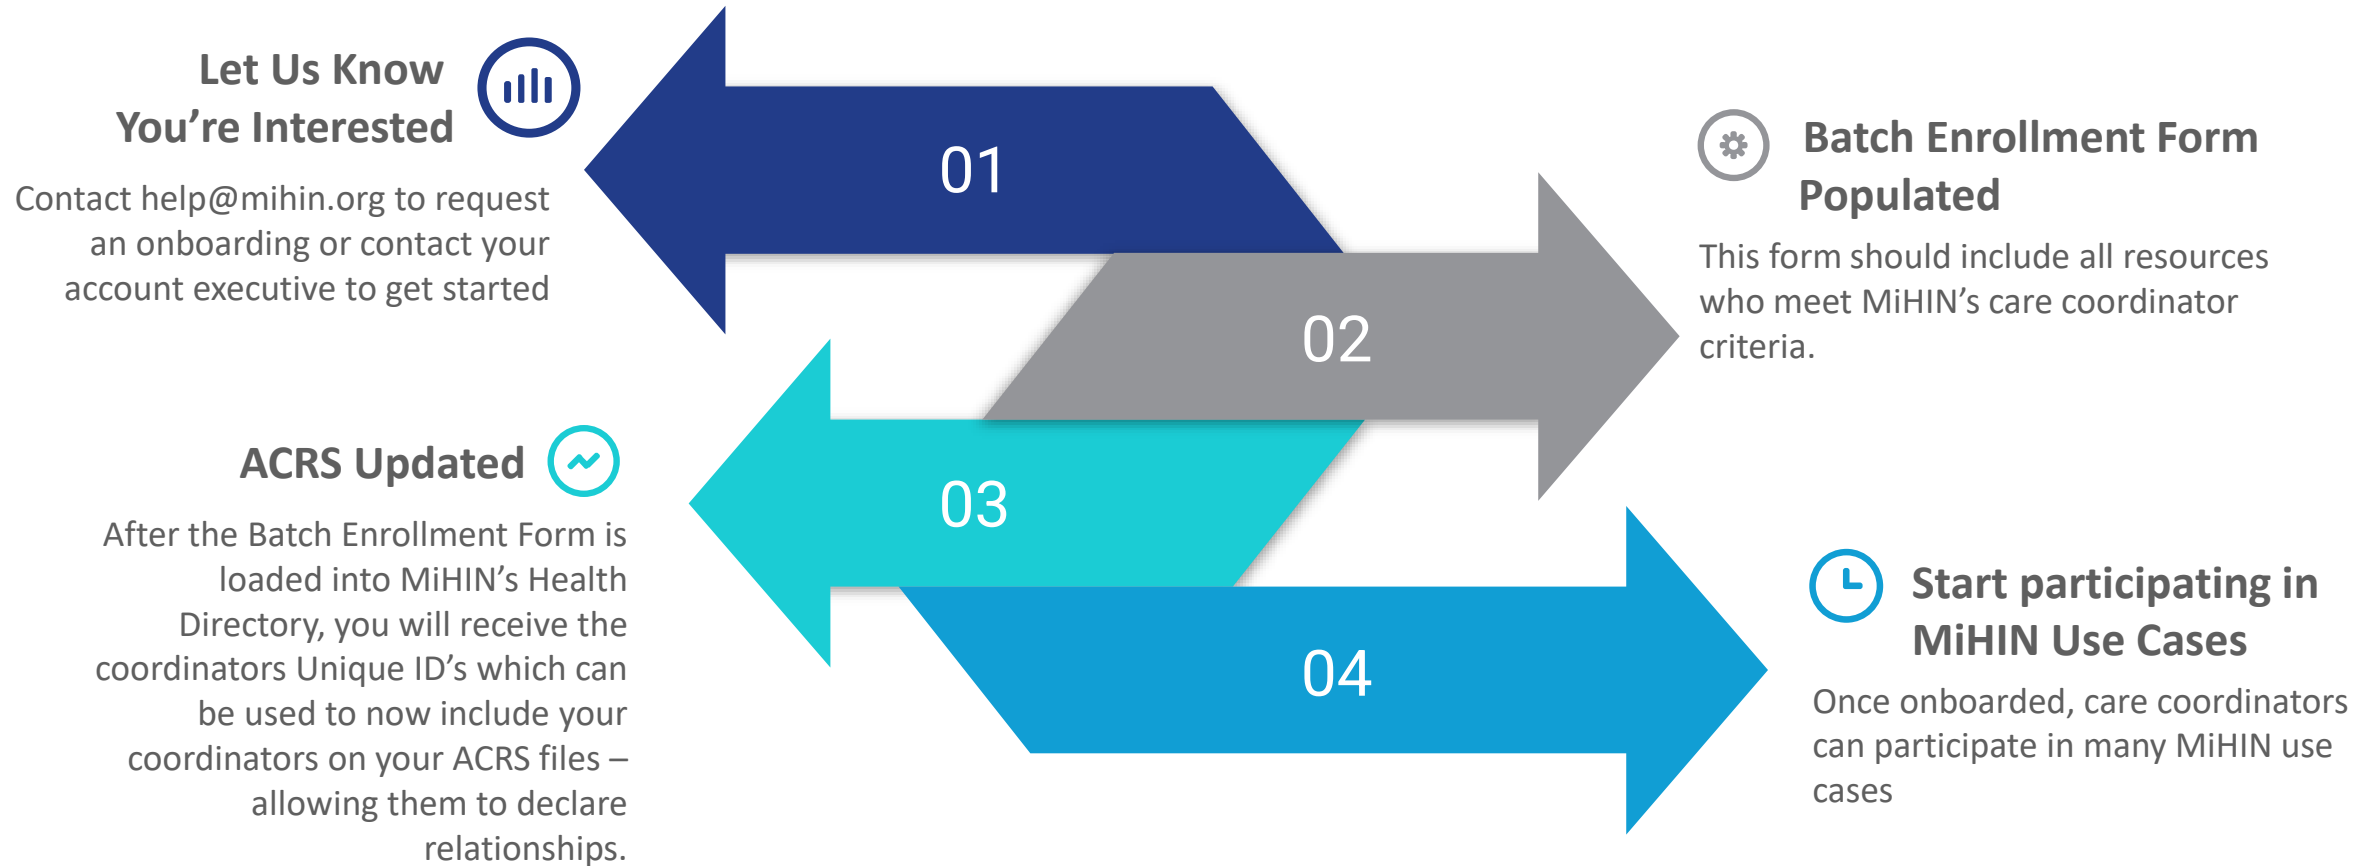 Let Us Know
You’re Interested
Contact help@mihin.org to request
an onboarding or contact your
account executive to get started
01
Batch Enrollment Form
Populated
This form should include all resources
who meet MiHIN’s care coordinator
criteria.
02
ACRS Updated
After the Batch Enrollment Form is
loaded into MiHIN’s Health
Directory, you will receive the
coordinators Unique ID’s which can
be used to now include your
coordinators on your ACRS files –
allowing them to declare
relationships.
03
Start participating in
MiHIN Use Cases
Once onboarded, care coordinators
can participate in many MiHIN use
cases
04